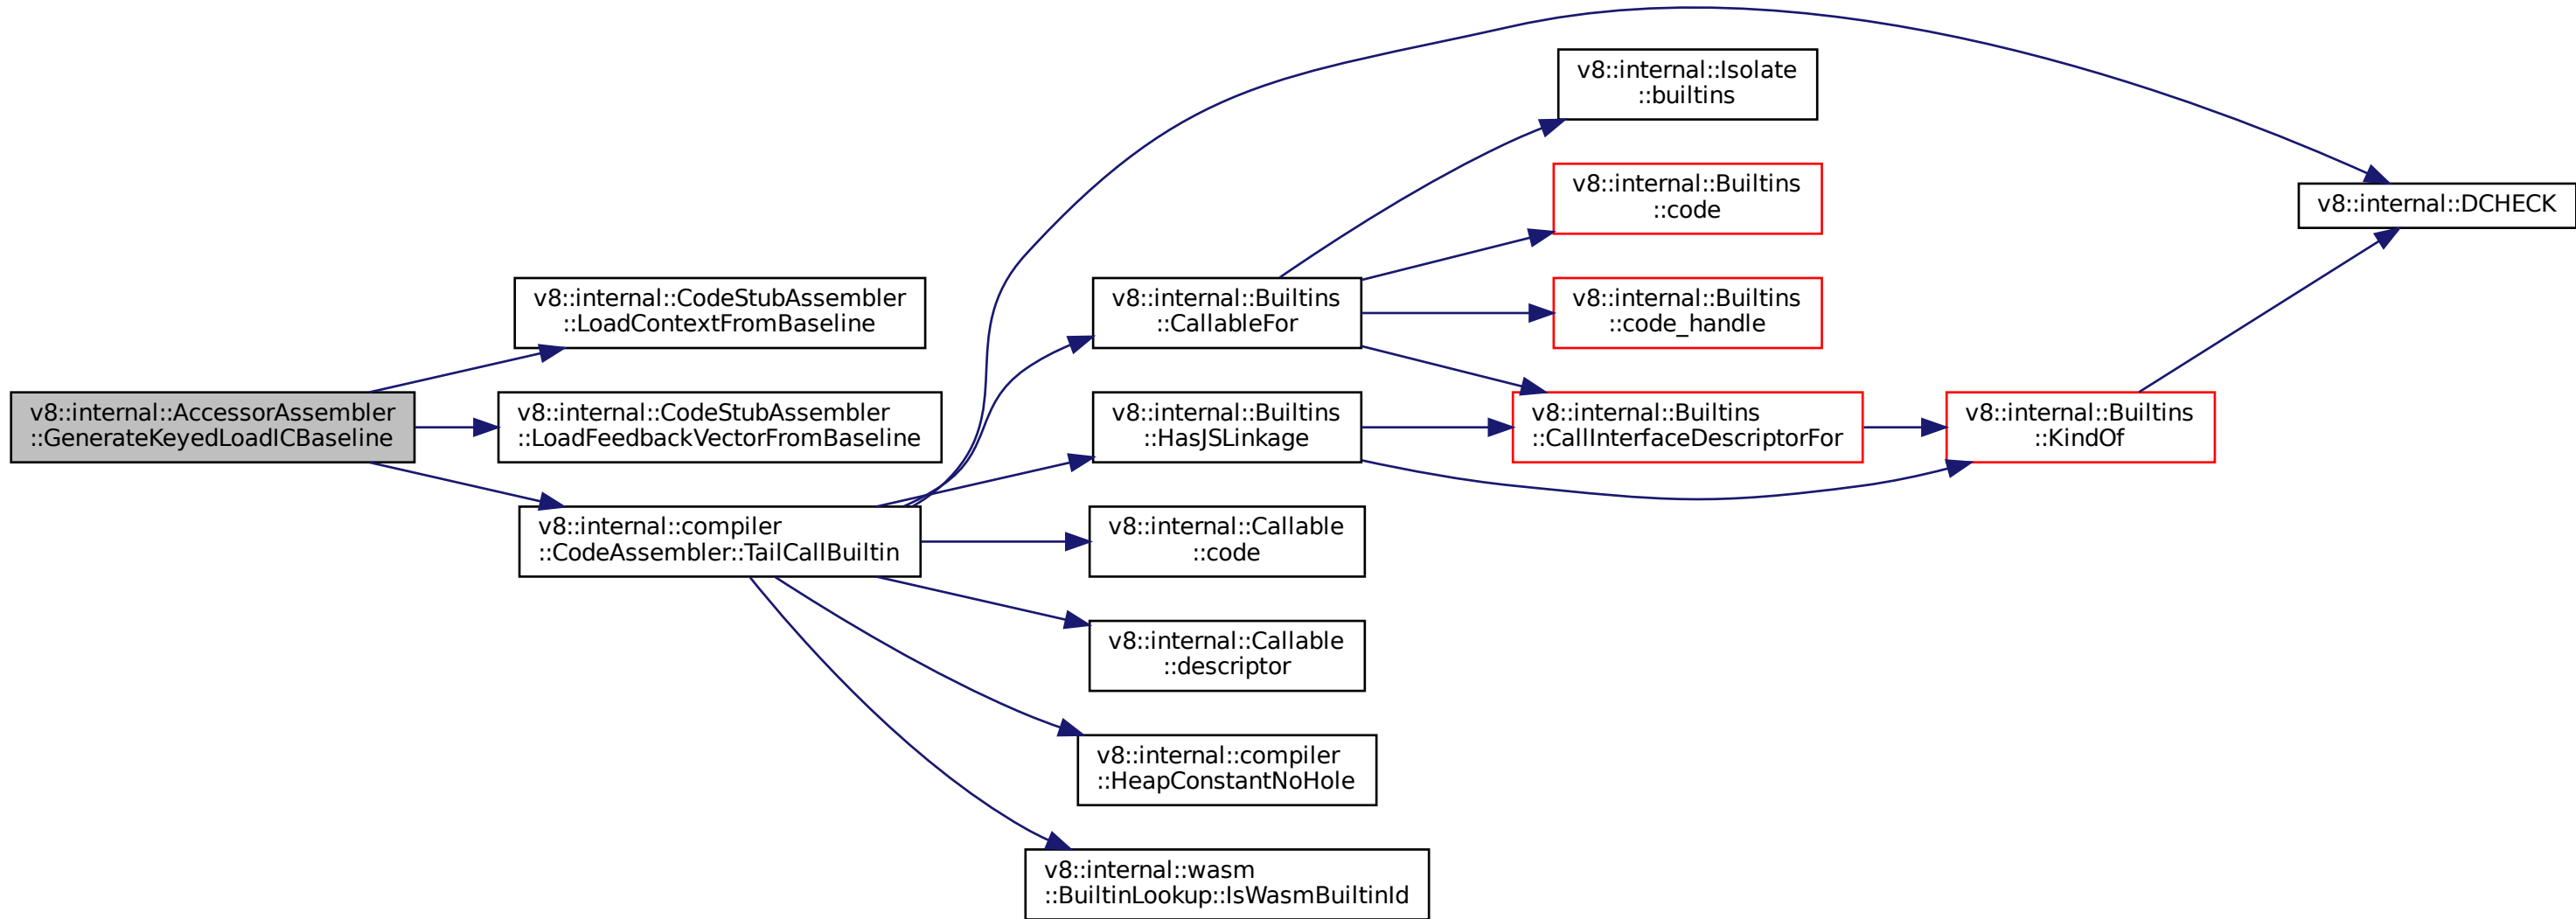 v8::internal::AccessorAssembler
::GenerateKeyedLoadICBaseline
v8::internal::CodeStubAssembler
::LoadContextFromBaseline
v8::internal::CodeStubAssembler
::LoadFeedbackVectorFromBaseline
v8::internal::compiler
::CodeAssembler::TailCallBuiltin
v8::internal::Builtins
::CallableFor
v8::internal::Builtins
::HasJSLinkage
v8::internal::Callable
::code
v8::internal::Callable
::descriptor
v8::internal::compiler
::HeapConstantNoHole
v8::internal::wasm
::BuiltinLookup::IsWasmBuiltinId
v8::internal::Isolate
::builtins
v8::internal::Builtins
::code
v8::internal::Builtins
::code_handle
v8::internal::Builtins
::CallInterfaceDescriptorFor
v8::internal::Builtins
::KindOf
v8::internal::DCHECK